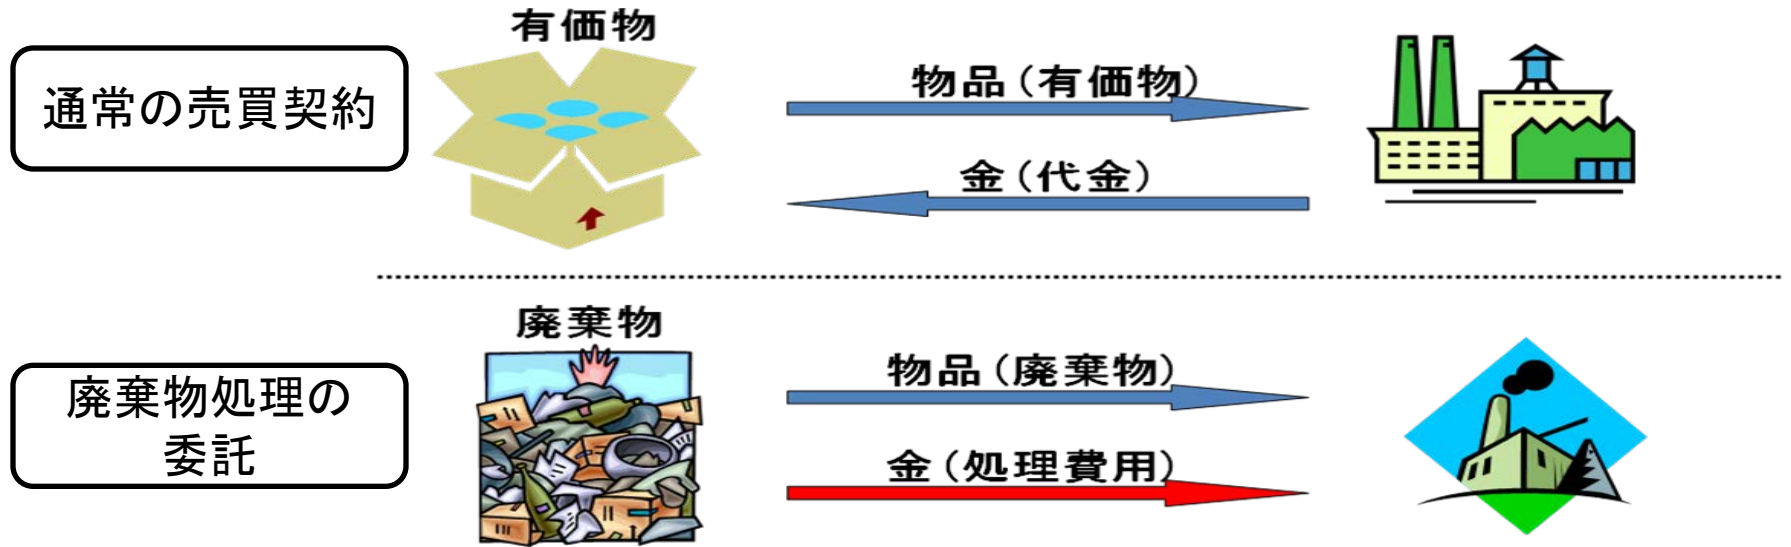 有価物
通常の売買契約
物品(有価物)
金(代金)
廃棄物
廃棄物処理の
委託
物品(廃棄物)
金(処理費用)